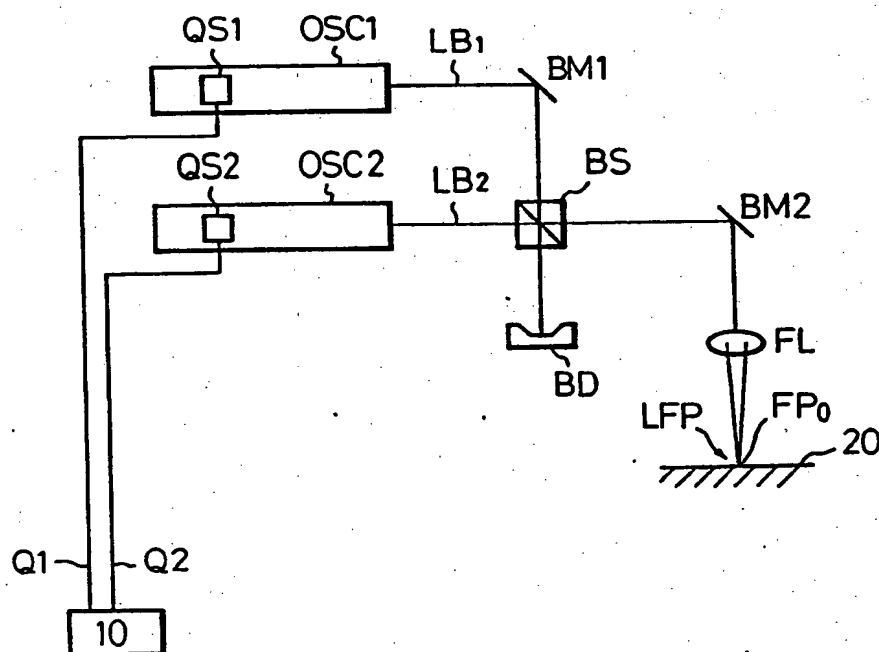 QS1 OSC1 LB₁ BM1
QS2 OSC2 LB₂ BS BM2
BD FL
LFP FP₀ 20
Q1 Q2
10